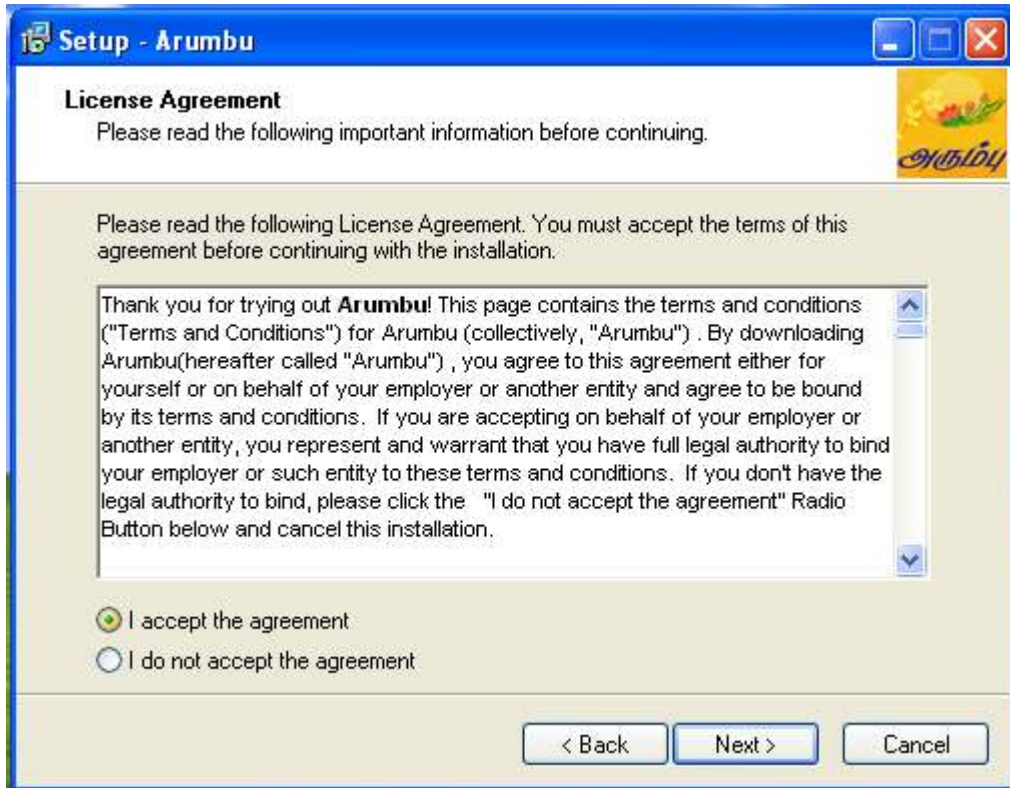 Setup - Arumbu
License Agreement
Please read the following important information before continuing.
அரும்பு
Please read the following License Agreement. You must accept the terms of this
agreement before continuing with the installation.
Thank you for trying out Arumbu! This page contains the terms and conditions
("Terms and Conditions") for Arumbu (collectively, "Arumbu") . By downloading
Arumbu(hereafter called "Arumbu") , you agree to this agreement either for
yourself or on behalf of your employer or another entity and agree to be bound
by its terms and conditions.  If you are accepting on behalf of your employer or
another entity, you represent and warrant that you have full legal authority to bind
your employer or such entity to these terms and conditions.  If you don't have the
legal authority to bind, please click the   "I do not accept the agreement" Radio
Button below and cancel this installation.
I accept the agreement
I do not accept the agreement
< Back
Next >
Cancel